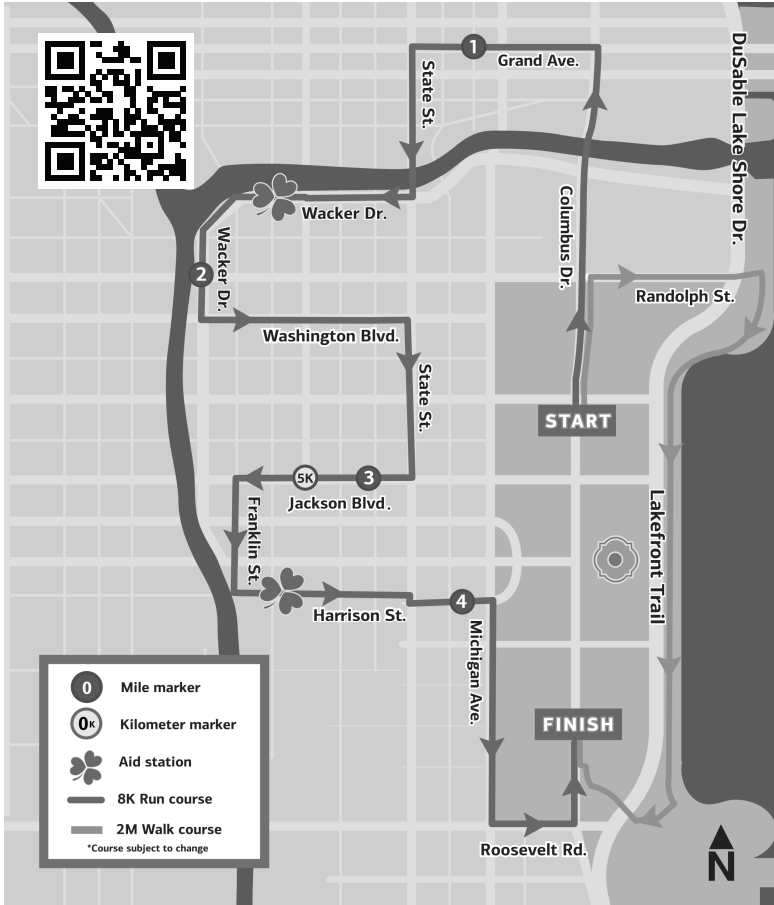 1
Grand Ave.
State St.
DuSable Lake Shore Dr.
Columbus Dr.
Wacker Dr.
Wacker Dr.
2
Randolph St.
Washington Blvd.
State St.
START
5K
3
Jackson Blvd.
Franklin St.
Lakefront Trail
4
Harrison St.
Michigan Ave.
FINISH
Roosevelt Rd.
N
0
Mile marker
0K
Kilometer marker
Aid station
8K Run course
2M Walk course
*Course subject to change